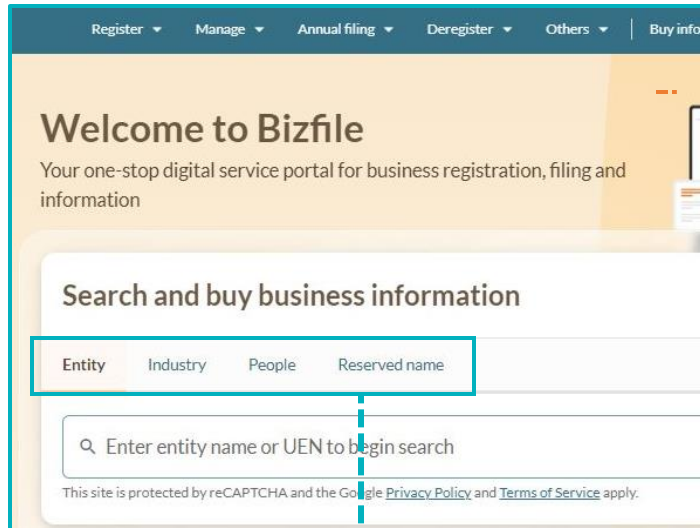 Register Manage Annual filing Deregister Others Buy info
Welcome to Bizfile
Your one-stop digital service portal for business registration, filing and
information
Search and buy business information
Entity Industry People Reserved name
Enter entity name or UEN to begin search
This site is protected by reCAPTCHA and the Google Privacy Policy and Terms of Service apply.